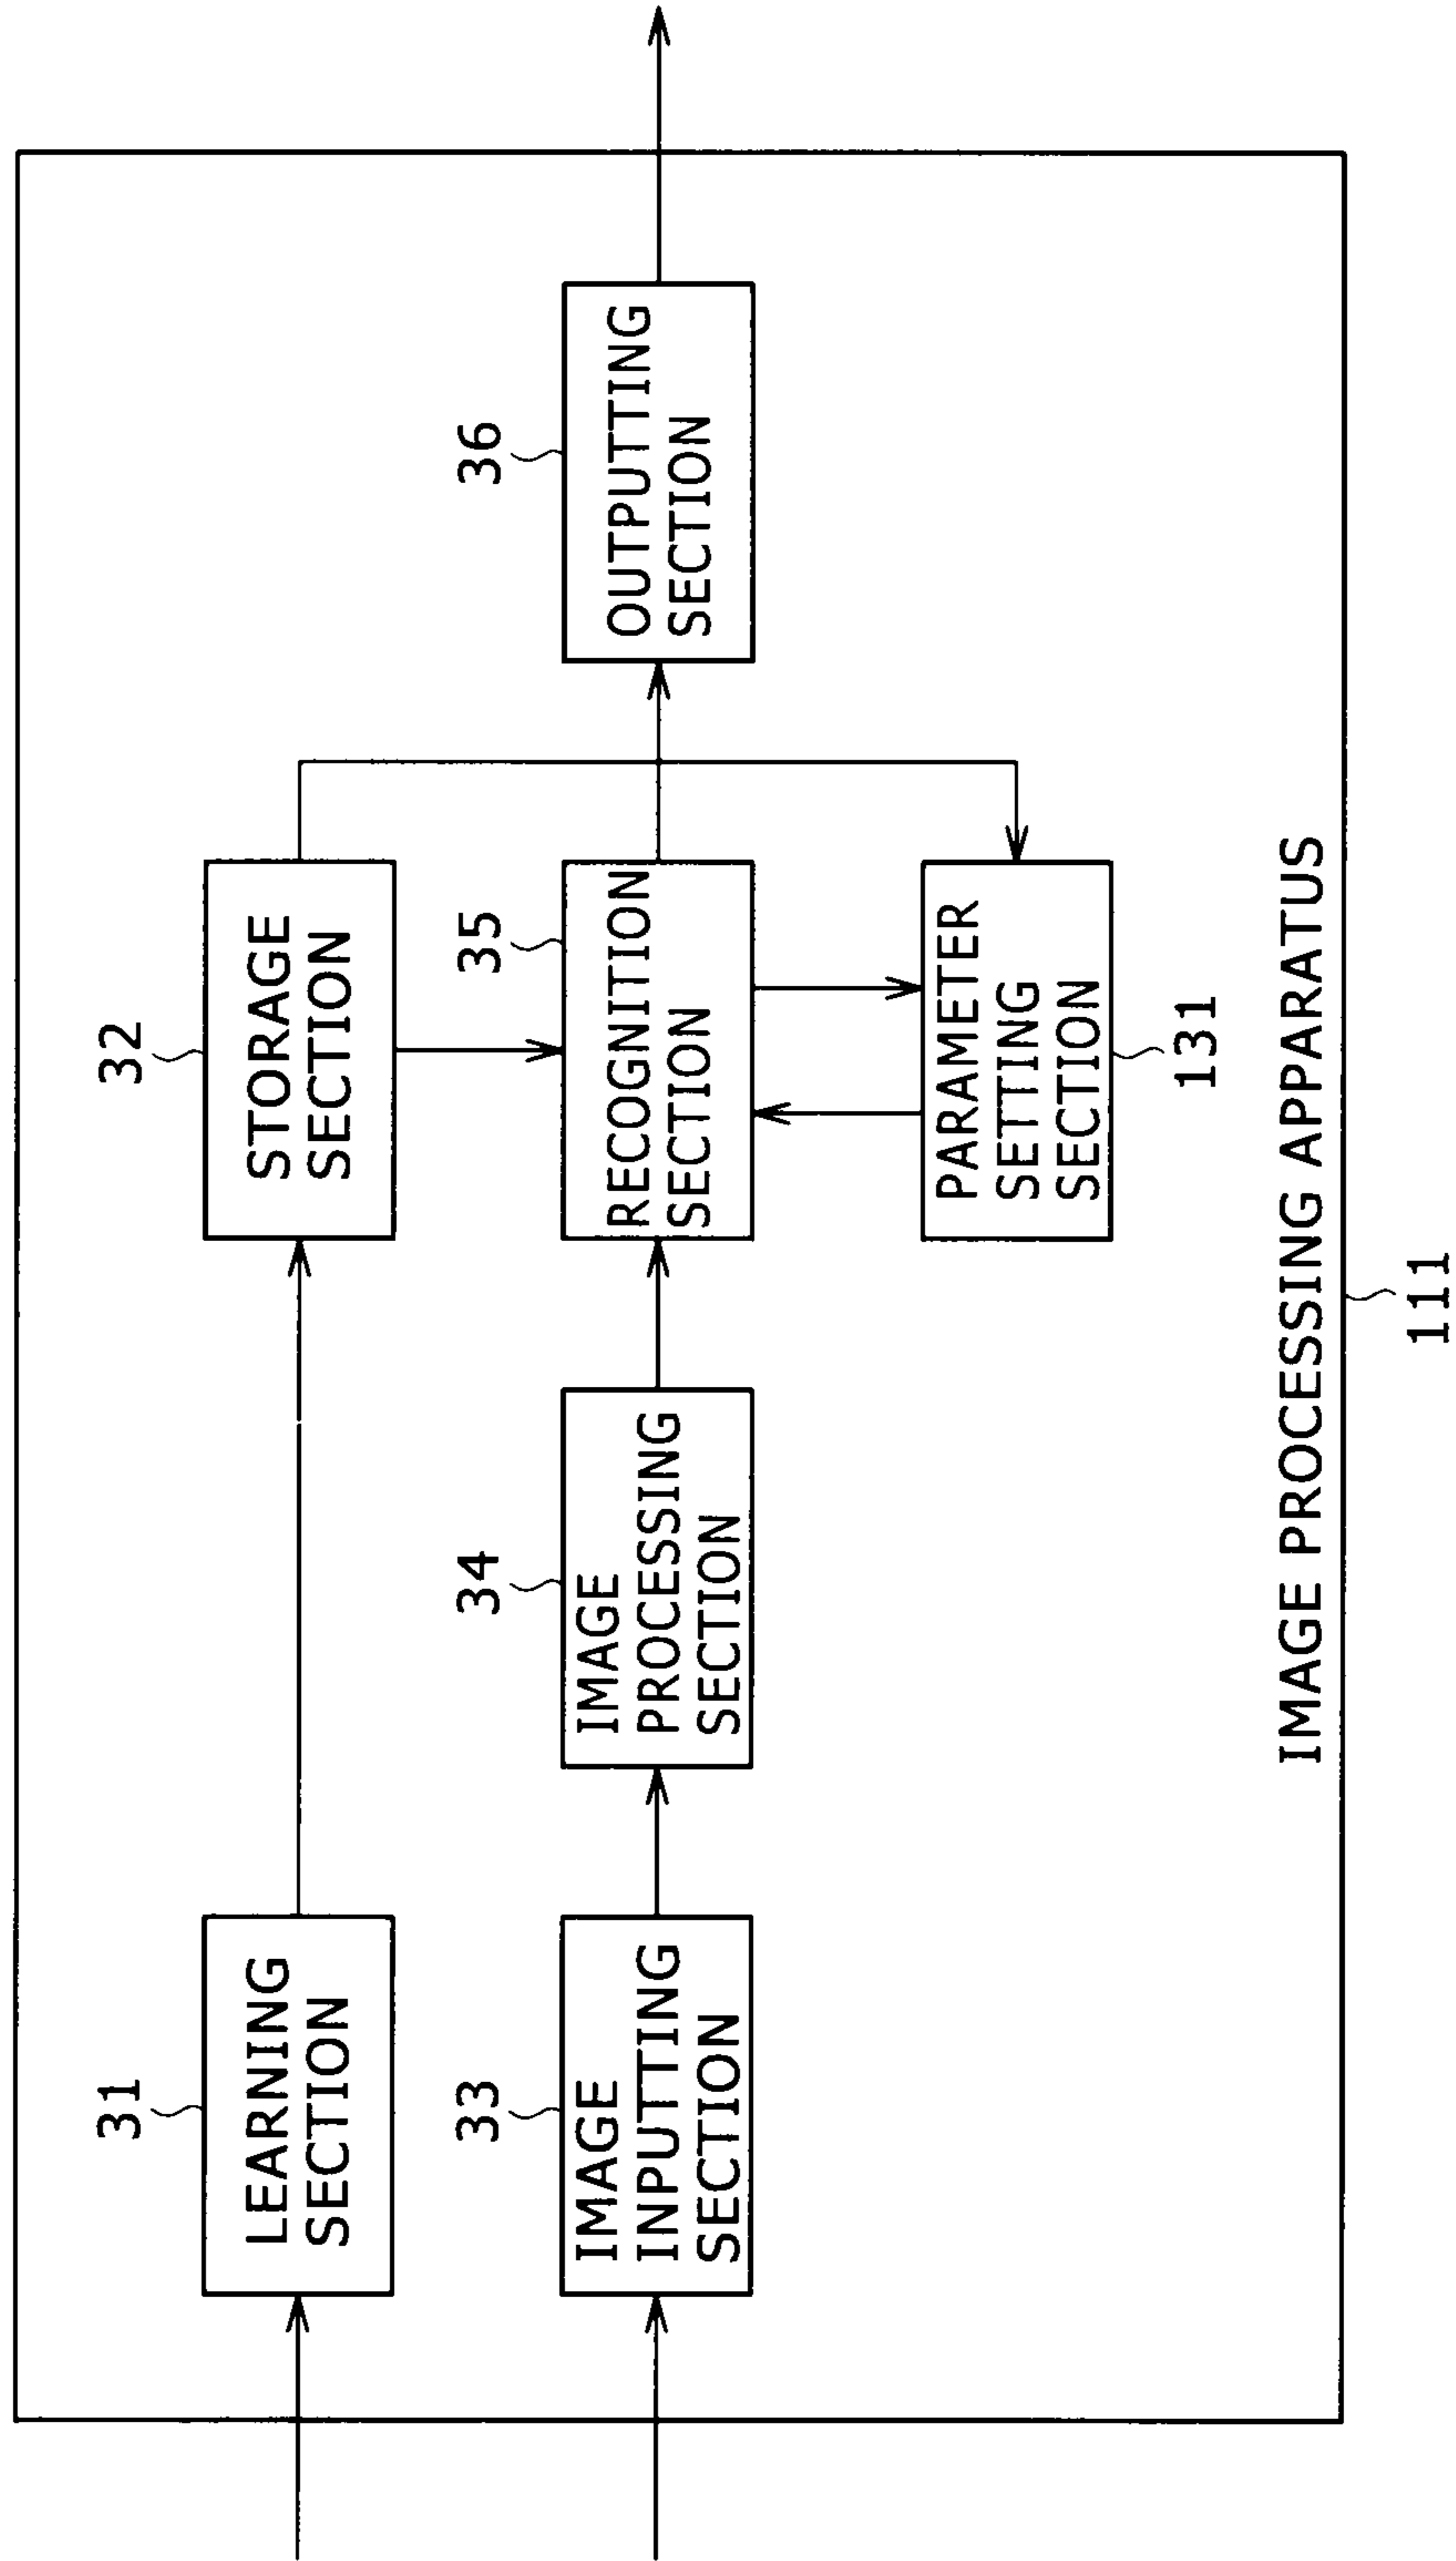 31
LEARNING
SECTION
32
STORAGE
SECTION
33
IMAGE
INPUTTING
SECTION
34
IMAGE
PROCESSING
SECTION
35
RECOGNITION
SECTION
36
OUTPUTTING
SECTION
PARAMETER
SETTING
SECTION
131
IMAGE PROCESSING APPARATUS
111